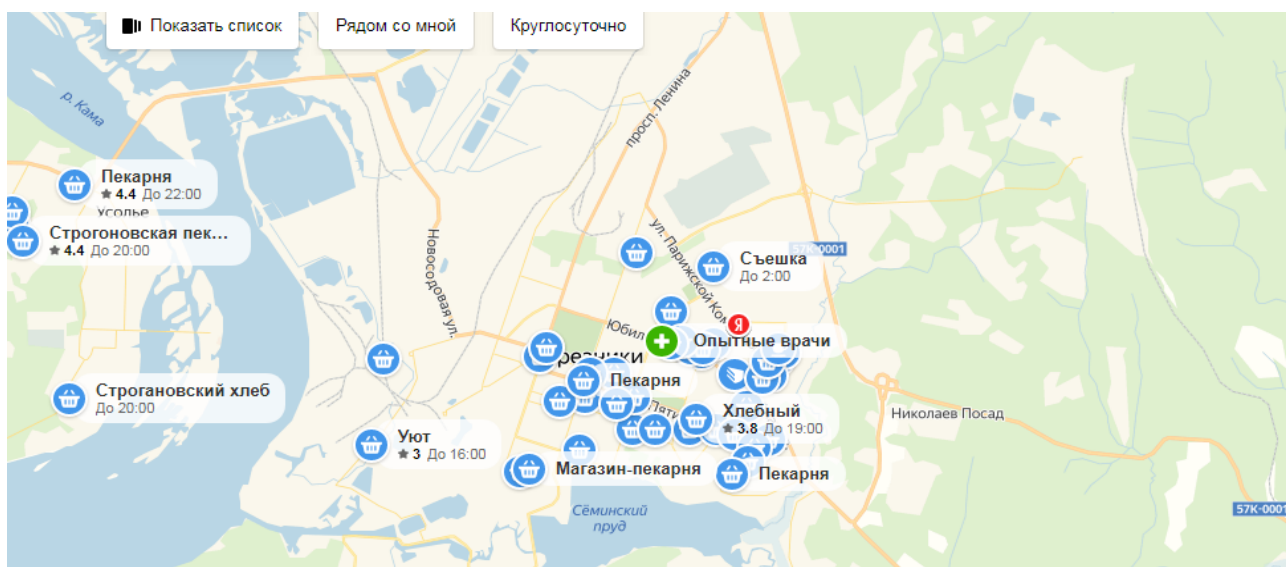 Показать список
Рядом со мной
Круглосуточно
р. Кама
просп. Ленина
Пекарня
4.4 До 22:00
усолье
Строгоновская пек...
4.4 До 20:00
Новосодовая ул.
ул. Парижской Ком
57К-0001
Съешка
До 2:00
Юбил
Я
Опытные врачи
резники
Пекарня
Строгановский хлеб
До 20:00
Пяти
Хлебный
3.8 До 19:00
Николаев Посад
Уют
3 До 16:00
Магазин-пекарня
Пекарня
Сёминский
пруд
57К-0001